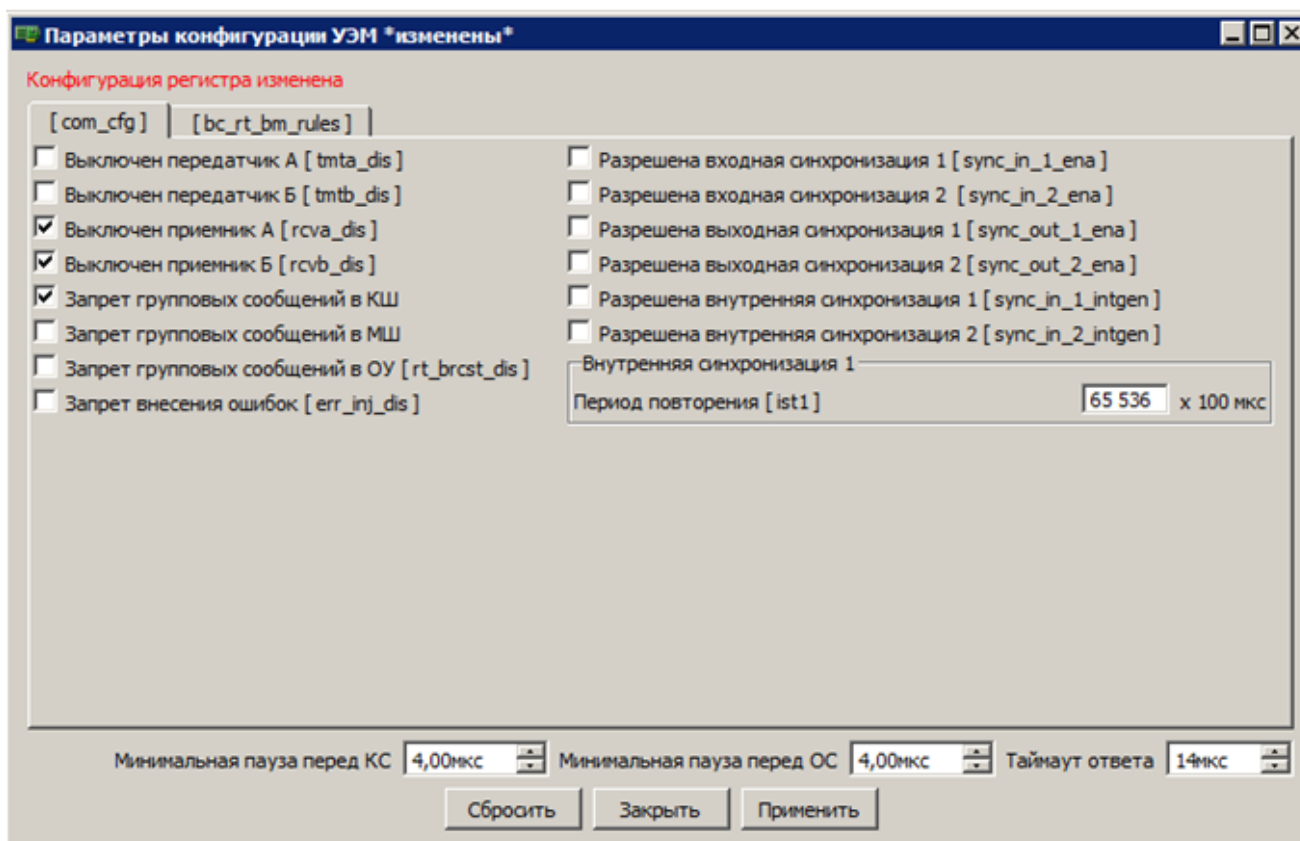 Параметры конфигурации УЭМ *изменены*
Конфигурация регистра изменена
[ com_cfg ] [ bc_rt_bm_rules ]
Выключен передатчик А [ tmta_dis ]
Выключен передатчик Б [ tmtb_dis ]
Выключен приемник А [ rcva_dis ]
Выключен приемник Б [ rcvb_dis ]
Запрет групповых сообщений в КШ
Запрет групповых сообщений в МШ
Запрет групповых сообщений в ОУ [ rt_brcst_dis ]
Запрет внесения ошибок [ err_inj_dis ]
Разрешена входная синхронизация 1 [ sync_in_1_ena ]
Разрешена входная синхронизация 2 [ sync_in_2_ena ]
Разрешена выходная синхронизация 1 [ sync_out_1_ena ]
Разрешена выходная синхронизация 2 [ sync_out_2_ena ]
Разрешена внутренняя синхронизация 1 [ sync_in_1_intgen ]
Разрешена внутренняя синхронизация 2 [ sync_in_2_intgen ]
Внутренняя синхронизация 1
Период повторения [ ist1 ] 65 536 x 100 мкс
Минимальная пауза перед КС 4,00мкс Минимальная пауза перед ОС 4,00мкс Таймаут ответа 14мкс
Сбросить Закрыть Применить